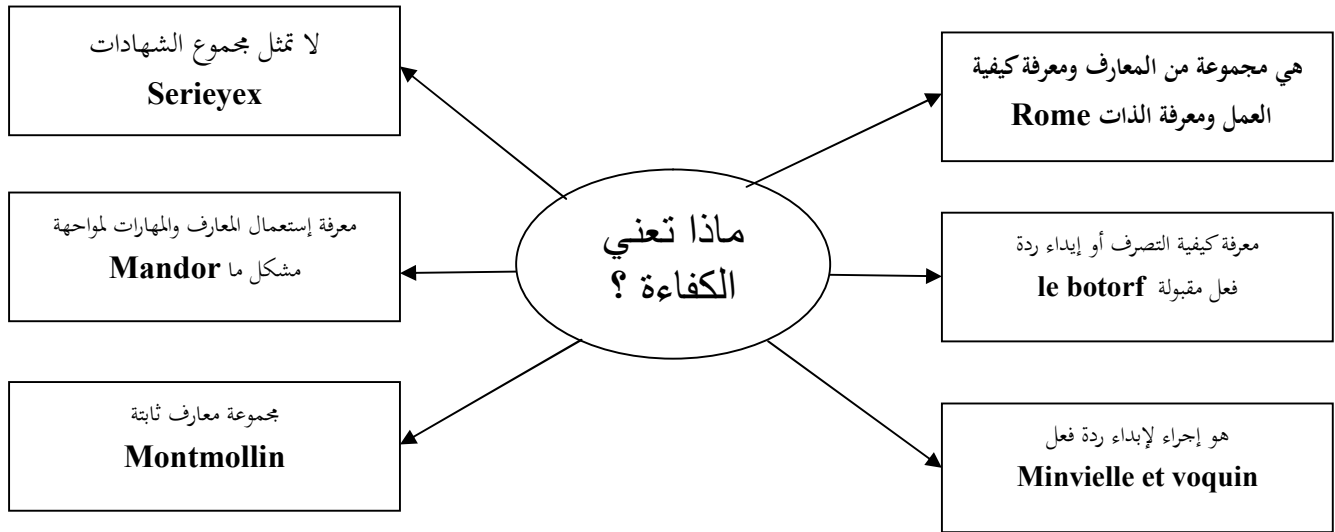 هي مجموعة من المعارف ومعرفة كيفية
العمل ومعرفة الذات Rome
لا تمثل مجموع الشهادات
Serieyex
ماذا تعني
الكفاءة ؟
معرفة كيفية التصرف أو إيداء ردة
فعل مقبولة le botorf
معرفة إستعمال المعارف والمهارات لمواحهة
مشكل ما Mandor
هو إجراء لإبداء ردة فعل
Minvielle et voquin
مجموعة معارف ثابتة
Montmollin